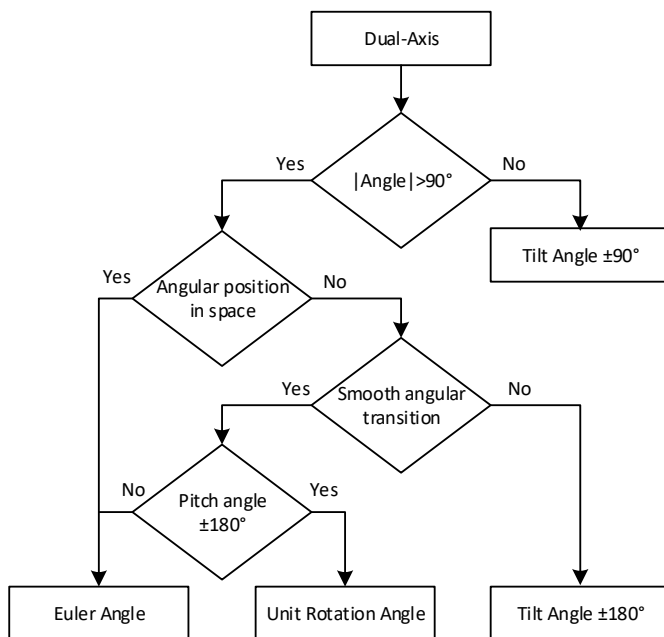 Dual-Axis
Yes
|Angle|>90°
No
Tilt Angle ±90°
Yes
Angular position
in space
No
Yes
Smooth angular
transition
No
No
Pitch angle
±180°
Yes
Euler Angle
Unit Rotation Angle
Tilt Angle ±180°